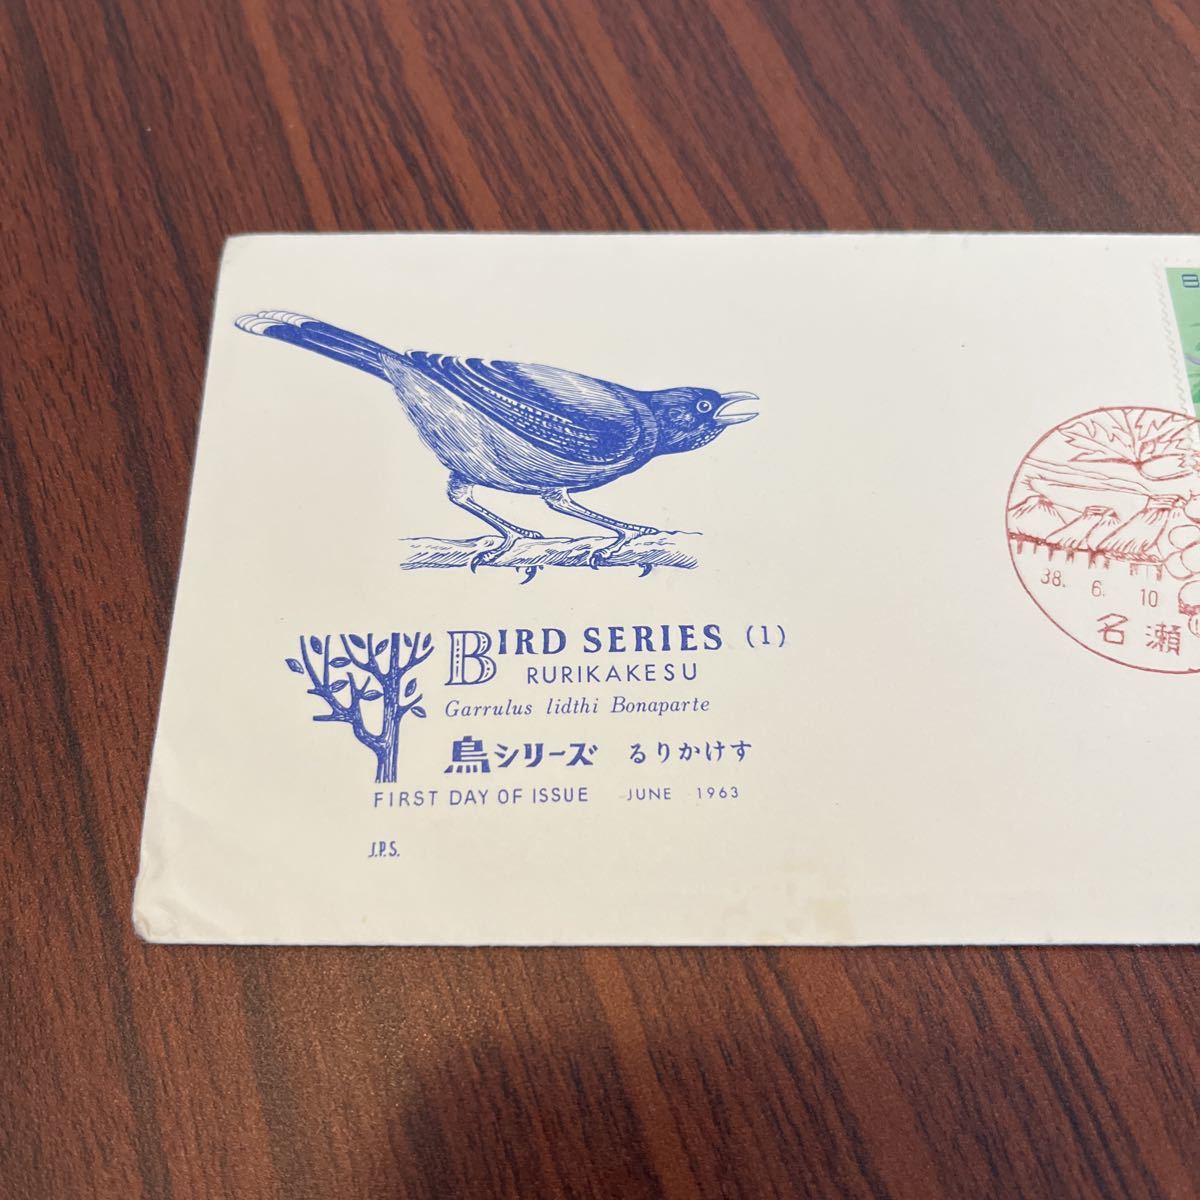 BIRD SERIES (1)
RURIKAKESU
Garrulus lidthi Bonaparte
鳥シリーズ るりかけす
FIRST DAY OF ISSUE JUNE 1963
J.P.S.
38. 6. 10
名瀬